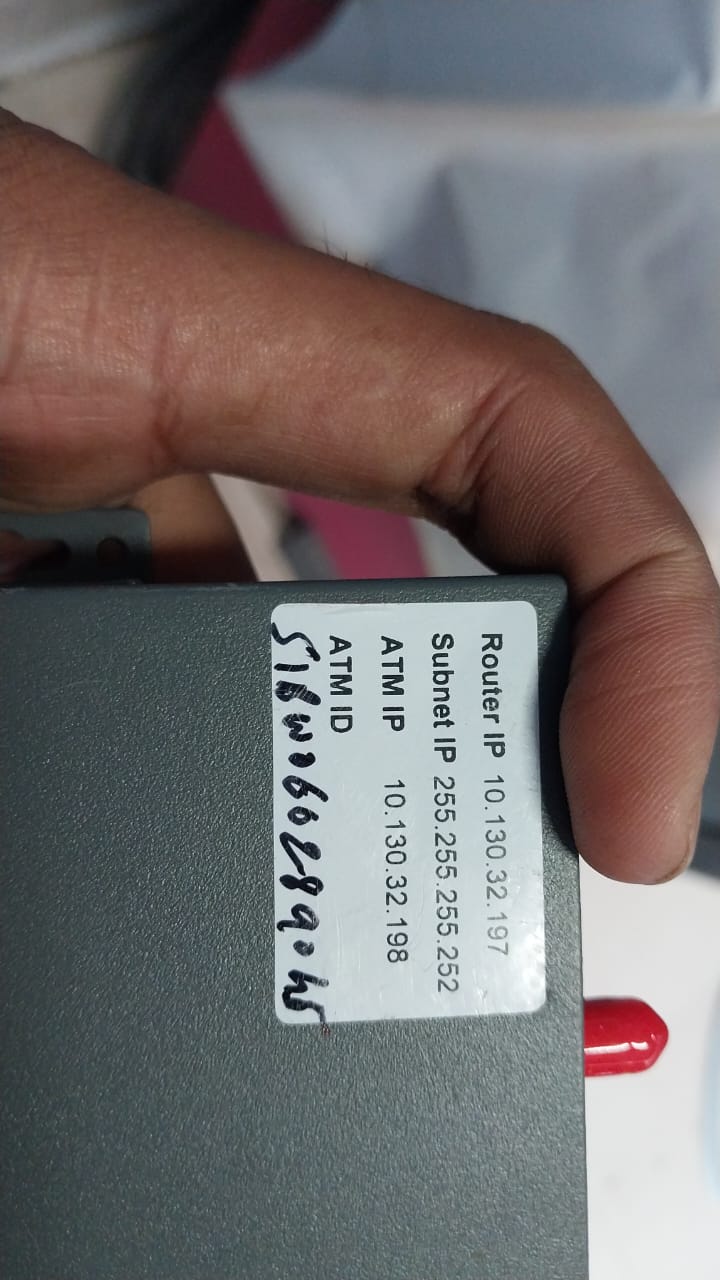 Router IP 10.130.32.197
Subnet IP 255.255.255.252
ATM IP 10.130.32.198
ATM ID
S1BW060289045